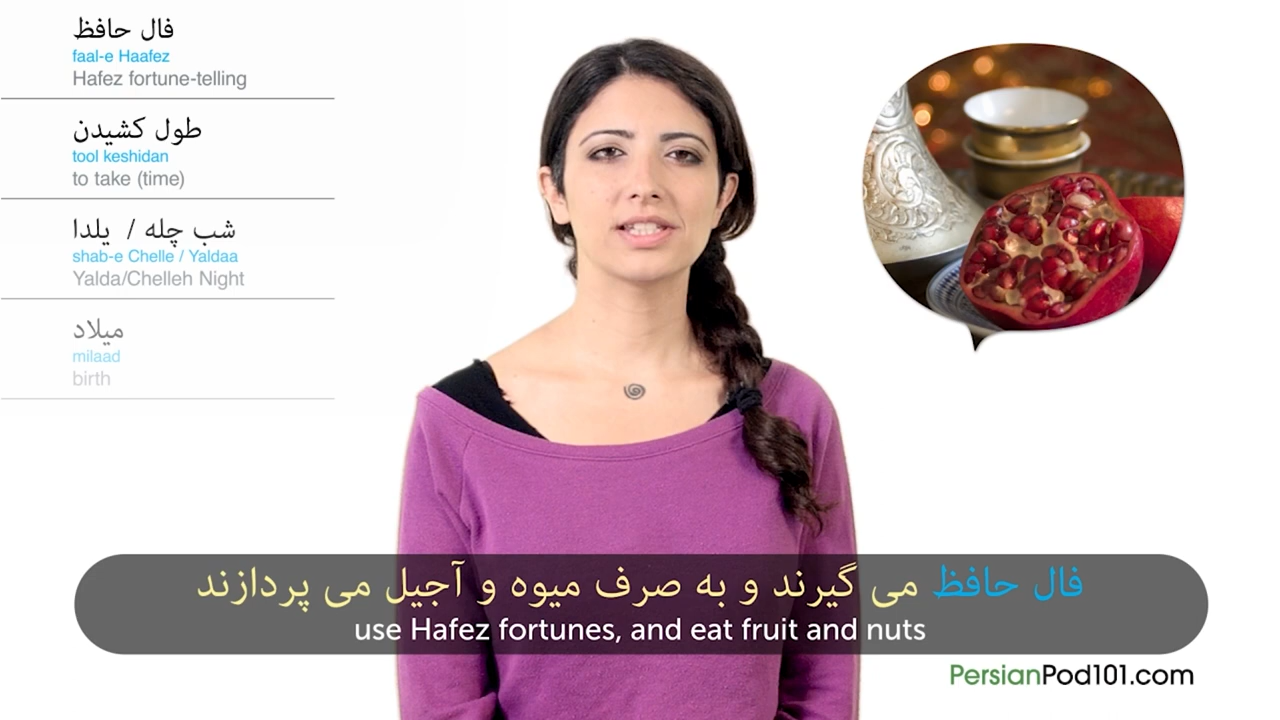 فال حافظ
faal-e Haafez
Hafez fortune-telling
طول کشیدن
tool keshidan
to take (time)
شب چله / یلدا
shab-e Chelle / Yaldaa
Yalda/Chelleh Night
میلاد
milaad
birth
فال حافظ می گیرند و به صرف میوه و آجیل می پردازند
use Hafez fortunes, and eat fruit and nuts
PersianPod101.com